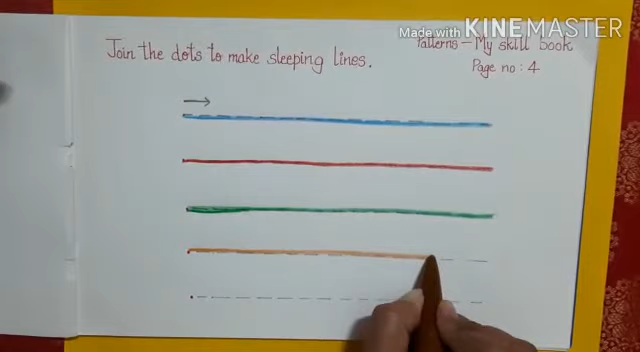 Made with KINEMASTER
Patterns - My skill book
Join the dots to make sleeping lines.
Page no : 4